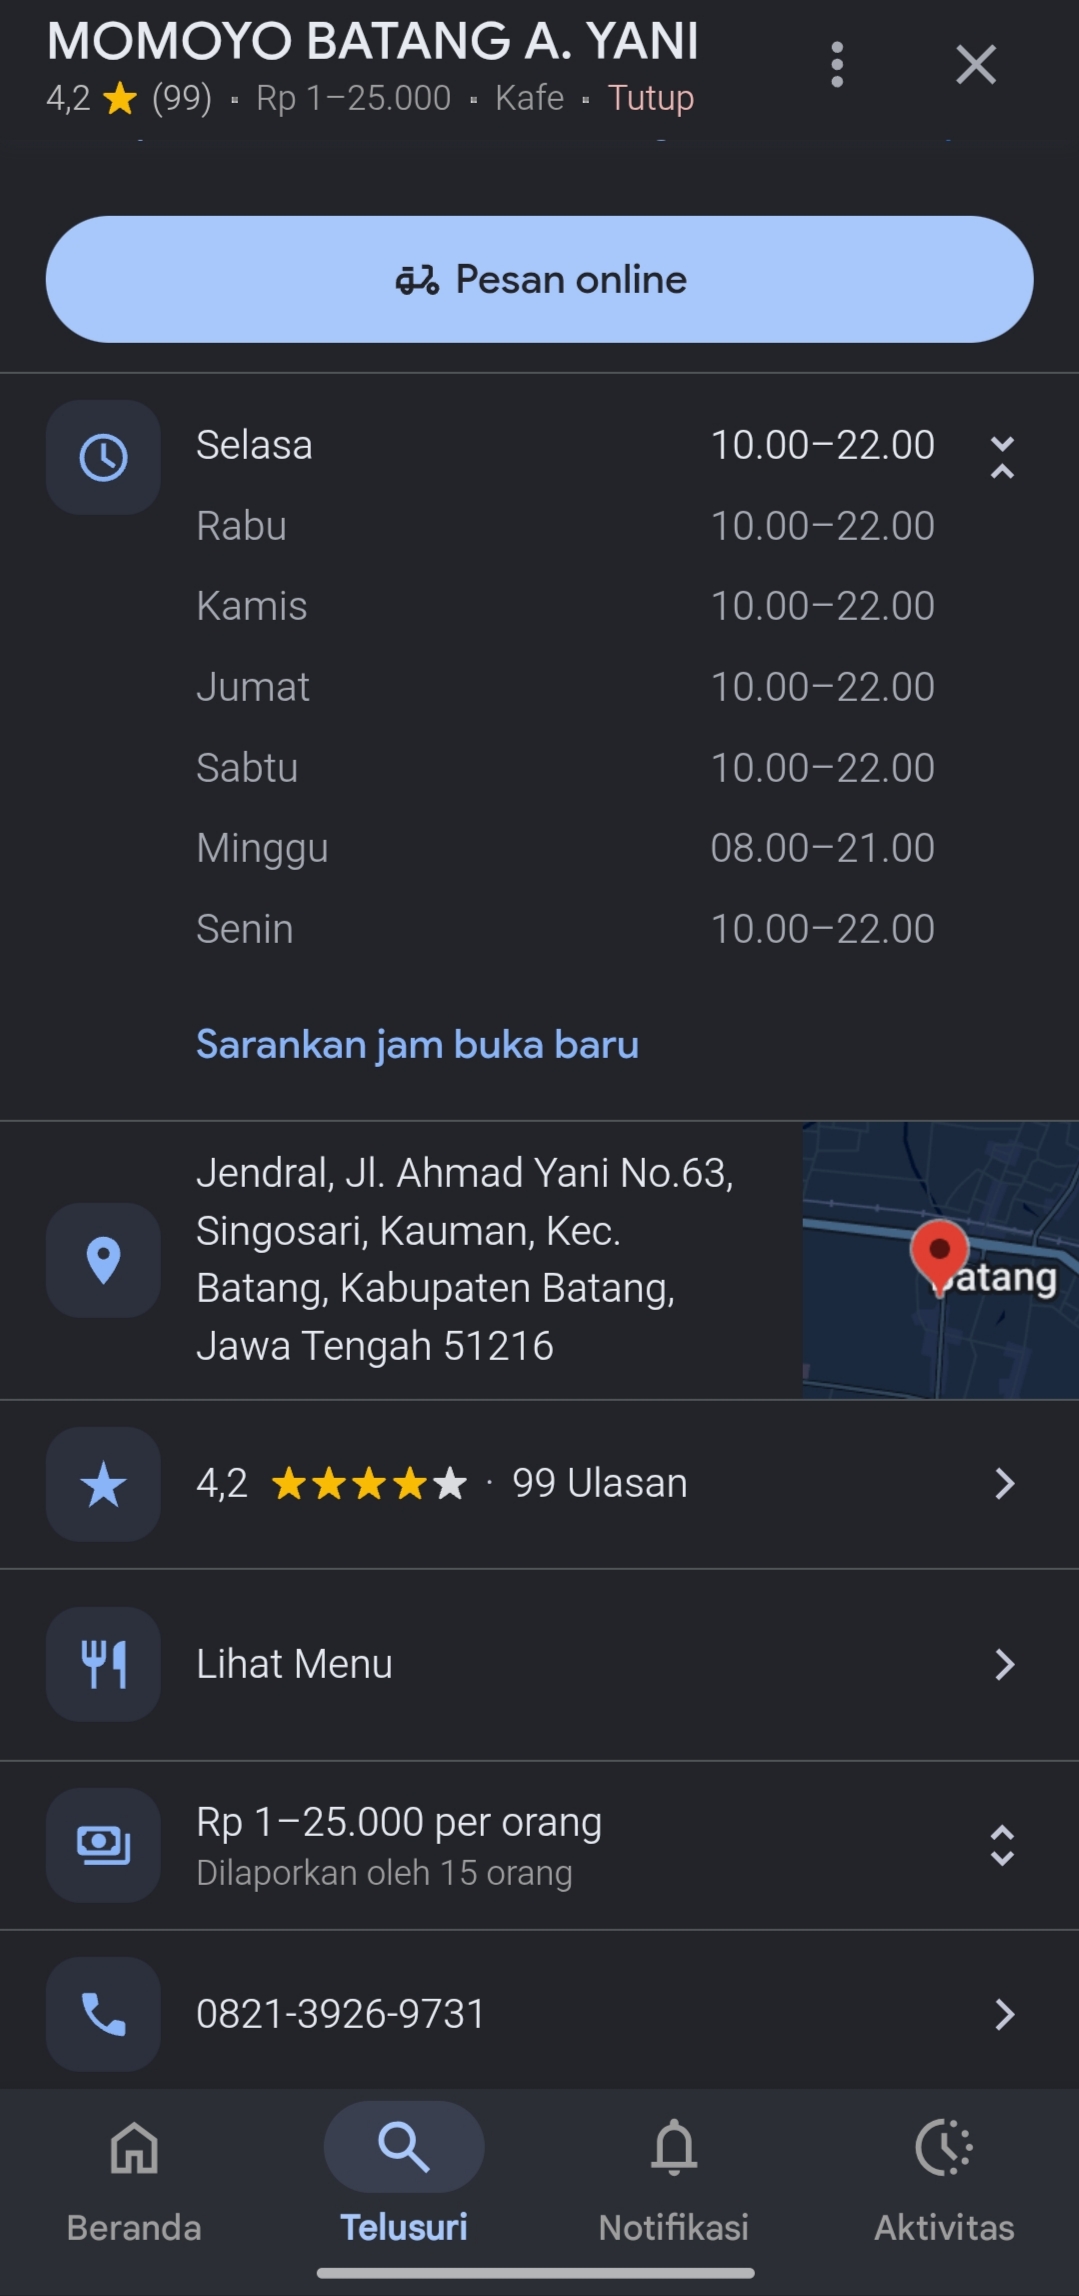 MOMOYO BATANG A. YANI
4,2 ★ (99) · Rp 1–25.000 · Kafe · Tutup
Pesan online
Selasa 10.00–22.00
Rabu 10.00–22.00
Kamis 10.00–22.00
Jumat 10.00–22.00
Sabtu 10.00–22.00
Minggu 08.00–21.00
Senin 10.00–22.00
Sarankan jam buka baru
Jendral, Jl. Ahmad Yani No.63,
Singosari, Kauman, Kec.
Batang, Kabupaten Batang,
Jawa Tengah 51216
Batang
4,2 ★★★★★ · 99 Ulasan
Lihat Menu
Rp 1–25.000 per orang
Dilaporkan oleh 15 orang
0821-3926-9731
Beranda Telusuri Notifikasi Aktivitas